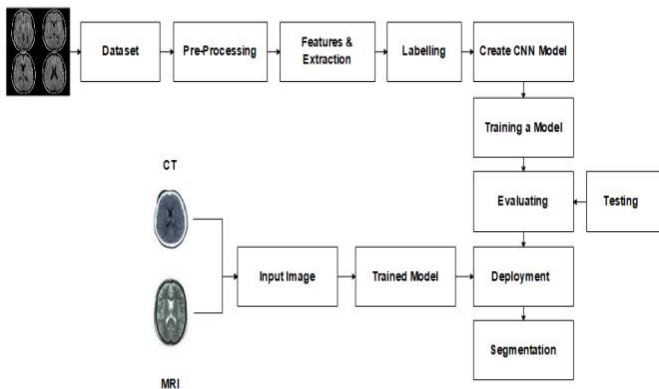 Dataset
Pre-Processing
Features &
Extraction
Labelling
Create CNN Model
Training a Model
CT
Evaluating
Testing
Input Image
Trained Model
Deployment
Segmentation
MRI